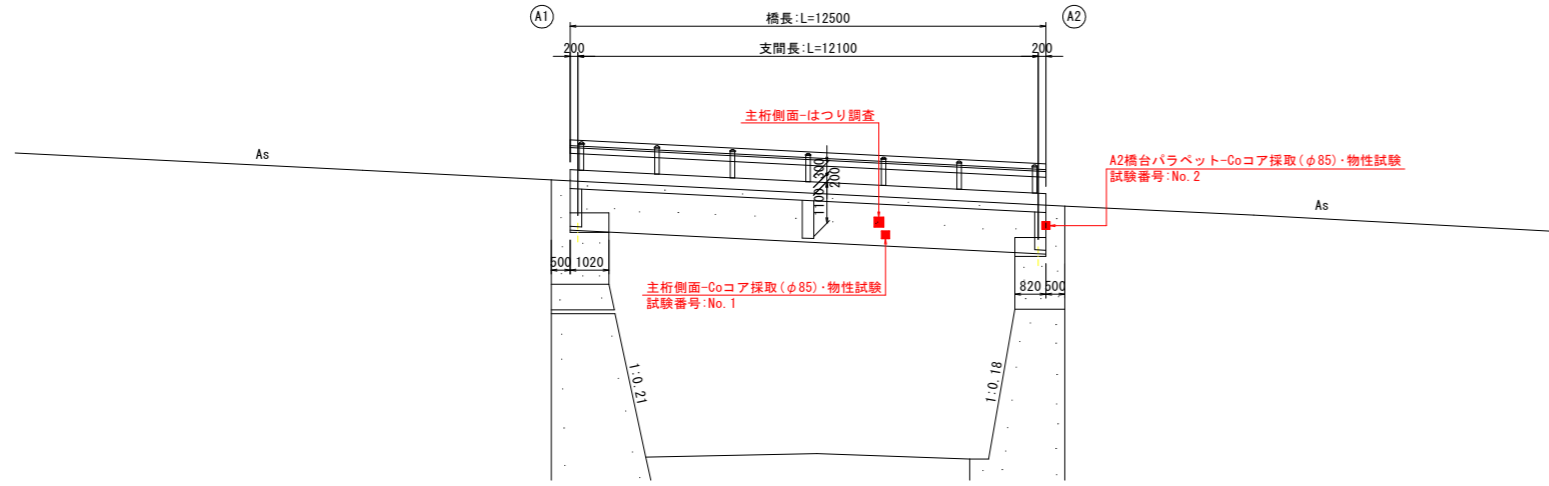 A1
橋長:L=12500
A2
200
支間長:L=12100
200
主桁側面-はつり調査
As
300
200
1100
A2橋台パラペット-Coコア採取(φ85)・物性試験
試験番号:No.2
As
500
1020
主桁側面-Coコア採取(φ85)・物性試験
試験番号:No.1
820
500
1:0.21
1:0.18